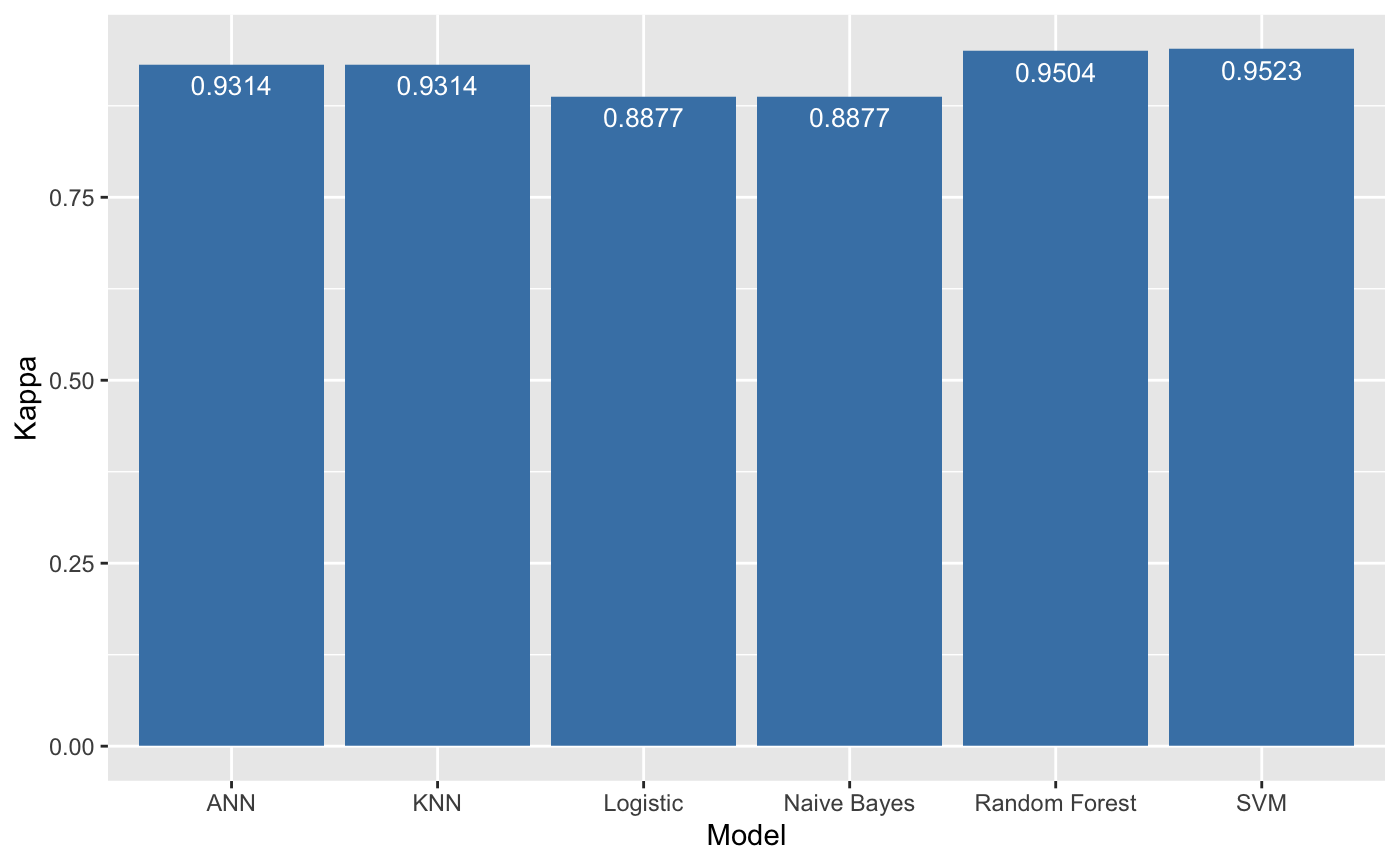 0.9314
0.9314
0.8877
0.8877
0.9504
0.9523
0.75
0.50
0.25
0.00
Kappa
ANN
KNN
Logistic
Naive Bayes
Random Forest
SVM
Model